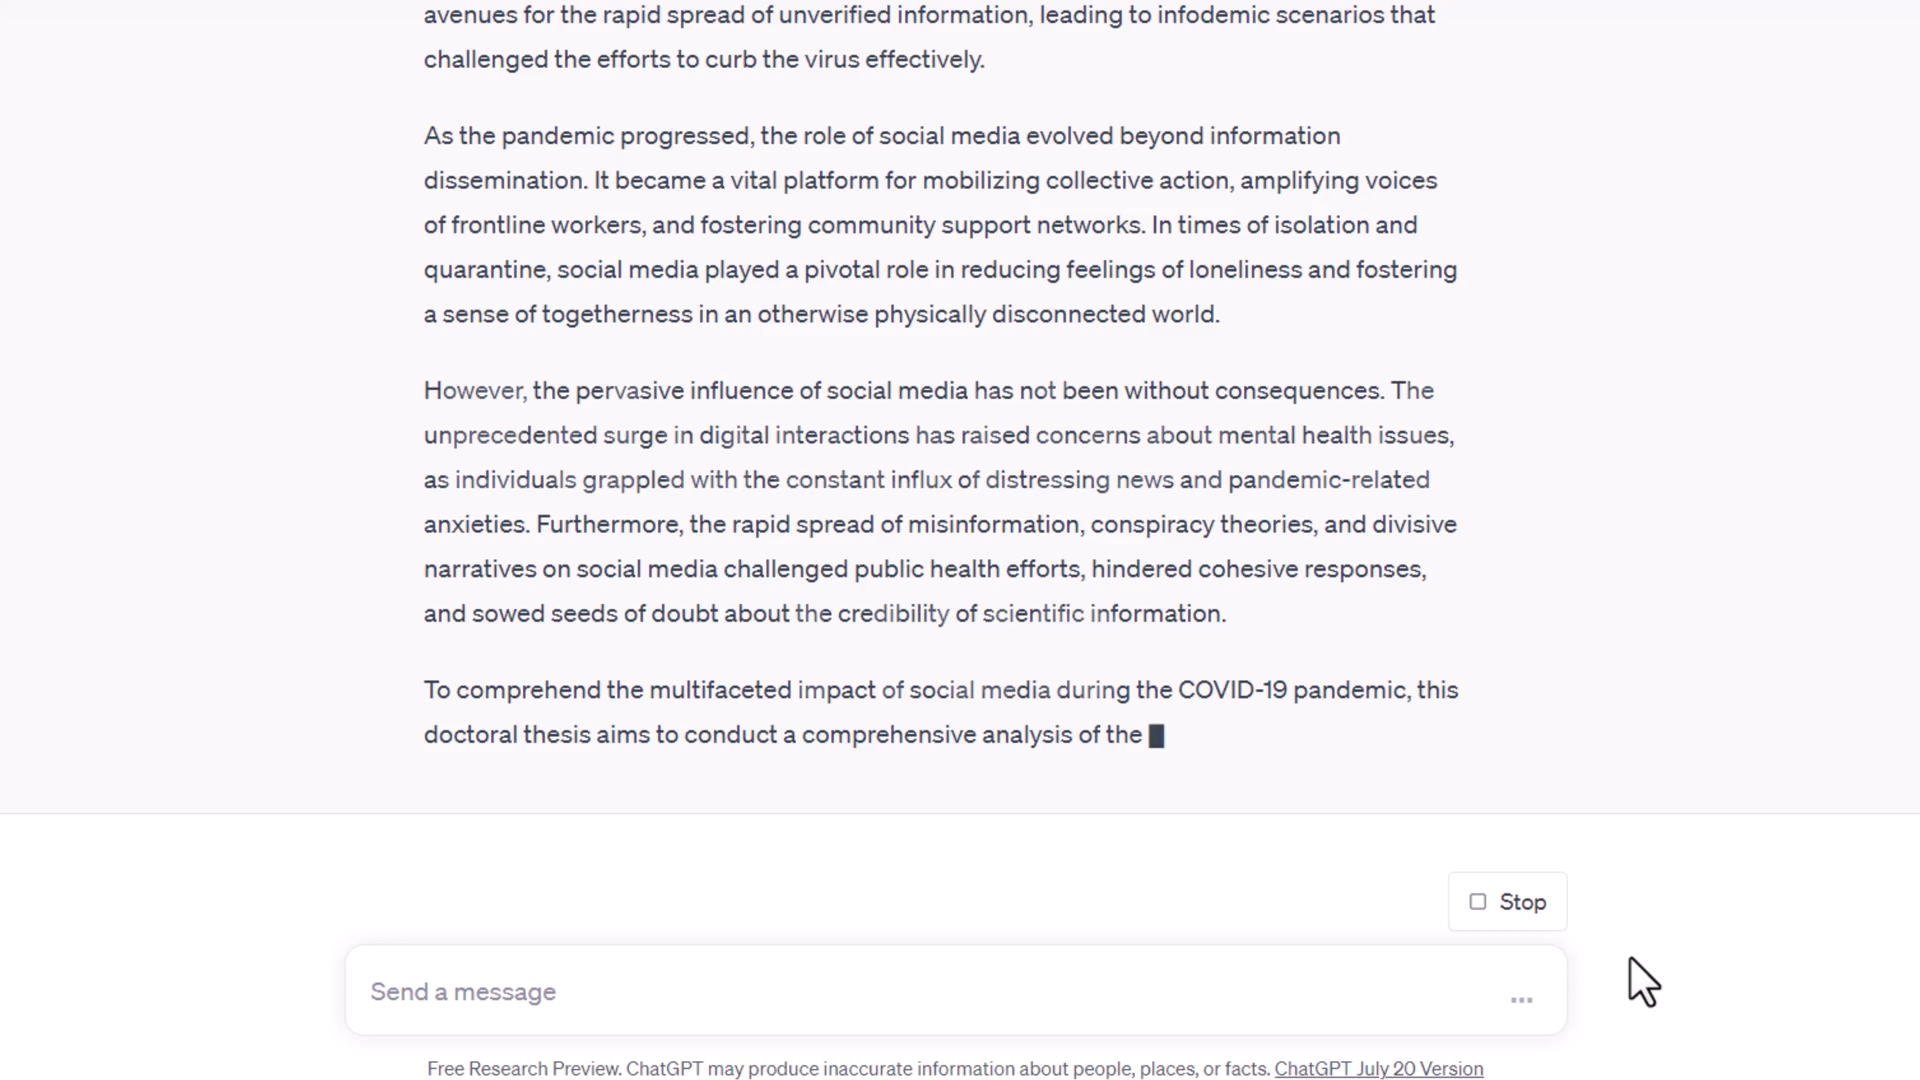 avenues for the rapid spread of unverified information, leading to infodemic scenarios that
challenged the efforts to curb the virus effectively.
As the pandemic progressed, the role of social media evolved beyond information
dissemination. It became a vital platform for mobilizing collective action, amplifying voices
of frontline workers, and fostering community support networks. In times of isolation and
quarantine, social media played a pivotal role in reducing feelings of loneliness and fostering
a sense of togetherness in an otherwise physically disconnected world.
However, the pervasive influence of social media has not been without consequences. The
unprecedented surge in digital interactions has raised concerns about mental health issues,
as individuals grappled with the constant influx of distressing news and pandemic-related
anxieties. Furthermore, the rapid spread of misinformation, conspiracy theories, and divisive
narratives on social media challenged public health efforts, hindered cohesive responses,
and sowed seeds of doubt about the credibility of scientific information.
To comprehend the multifaceted impact of social media during the COVID-19 pandemic, this
doctoral thesis aims to conduct a comprehensive analysis of the
Stop
Send a message
Free Research Preview. ChatGPT may produce inaccurate information about people, places, or facts. ChatGPT July 20 Version